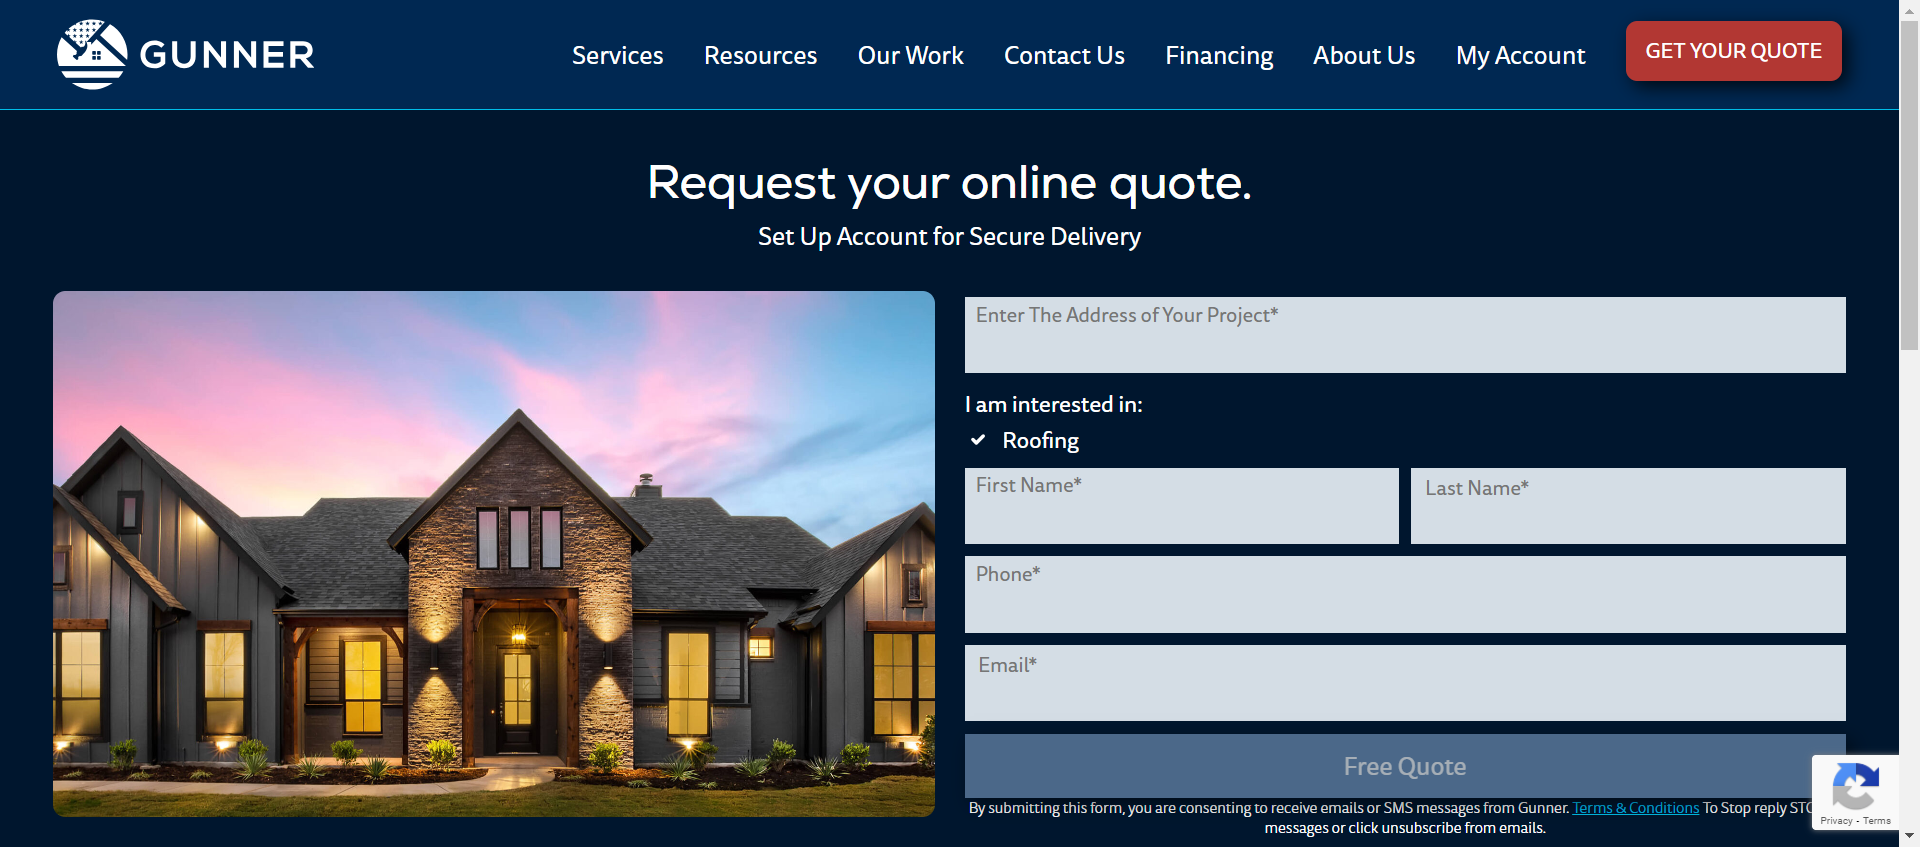 GUNNER
Services
Resources
Our Work
Contact Us
Financing
About Us
My Account
GET YOUR QUOTE
Request your online quote.
Set Up Account for Secure Delivery
Enter The Address of Your Project*
I am interested in:
Roofing
First Name*
Last Name*
Phone*
Email*
Free Quote
By submitting this form, you are consenting to receive emails or SMS messages from Gunner. Terms & Conditions To Stop reply
messages or click unsubscribe from emails.
Privacy - Terms